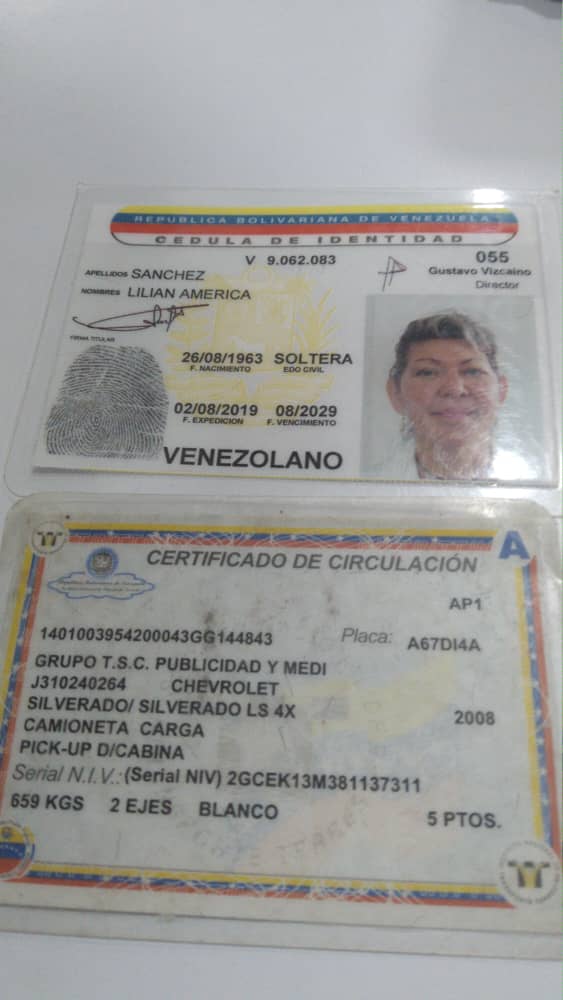 REPUBLICA BOLIVARIANA DE VENEZUELA
CEDULA DE IDENTIDAD
V 9.062.083
055
Gustavo Vizcaino
Director
APELLIDOS SANCHEZ
NOMBRES LILIAN AMERICA
FIRMA TITULAR
26/08/1963 SOLTERA
F. NACIMIENTO EDO CIVIL
02/08/2019 08/2029
F. EXPEDICION F. VENCIMIENTO
VENEZOLANO
A
CERTIFICADO DE CIRCULACIÓN
AP1
1401003954200043GG144843 Placa: A67DI4A
GRUPO T.S.C. PUBLICIDAD Y MEDI
J310240264 CHEVROLET
SILVERADO/ SILVERADO LS 4X 2008
CAMIONETA CARGA
PICK-UP D/CABINA
Serial N.I.V.: (Serial NIV) 2GCEK13M381137311
659 KGS 2 EJES BLANCO 5 PTOS.